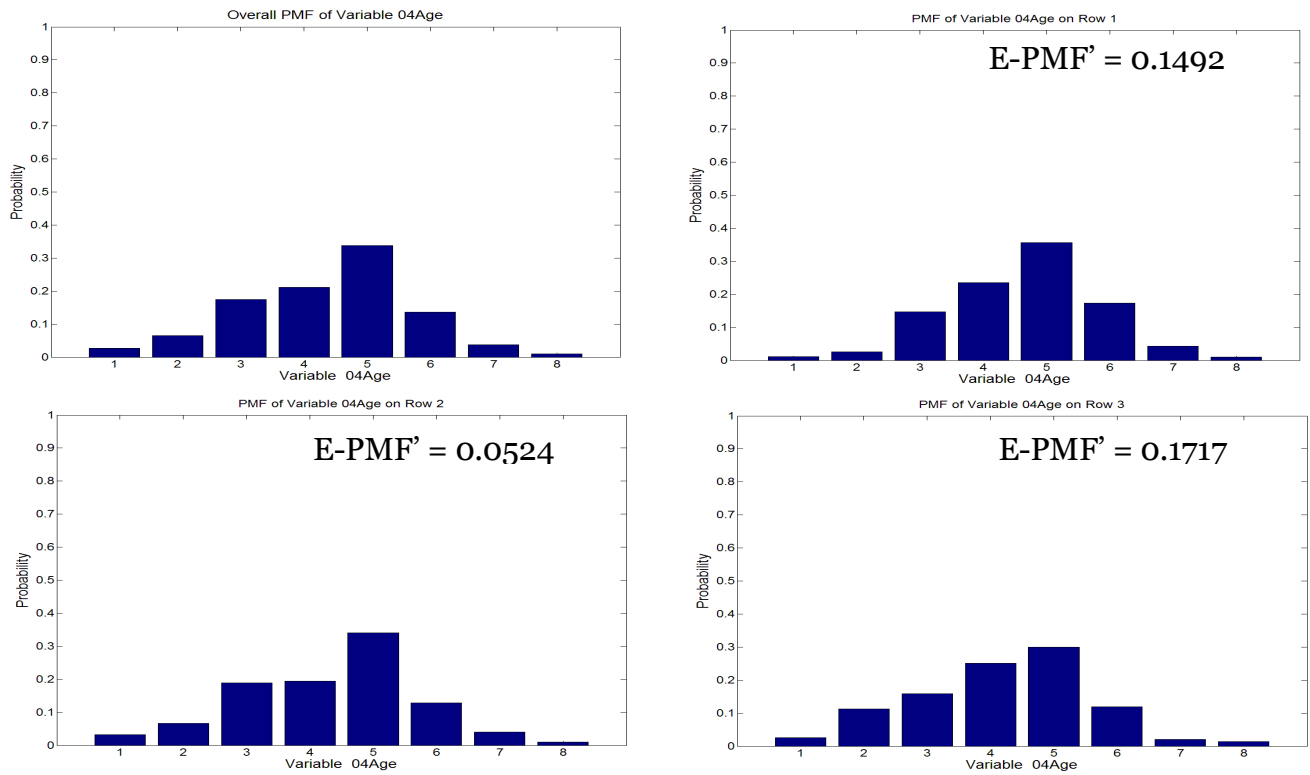 Overall PMF of Variable 04Age
1
0.9
0.8
0.7
0.6
0.5
0.4
0.3
0.2
0.1
0
Probability
1 2 3 4 5 6 7 8
Variable 04Age
PMF of Variable 04Age on Row 1
E-PMF’ = 0.1492
1
0.9
0.8
0.7
0.6
0.5
0.4
0.3
0.2
0.1
0
Probability
1 2 3 4 5 6 7 8
Variable 04Age
PMF of Variable 04Age on Row 2
E-PMF’ = 0.0524
1
0.9
0.8
0.7
0.6
0.5
0.4
0.3
0.2
0.1
0
Probability
1 2 3 4 5 6 7 8
Variable 04Age
PMF of Variable 04Age on Row 3
E-PMF’ = 0.1717
1
0.9
0.8
0.7
0.6
0.5
0.4
0.3
0.2
0.1
0
Probability
1 2 3 4 5 6 7 8
Variable 04Age